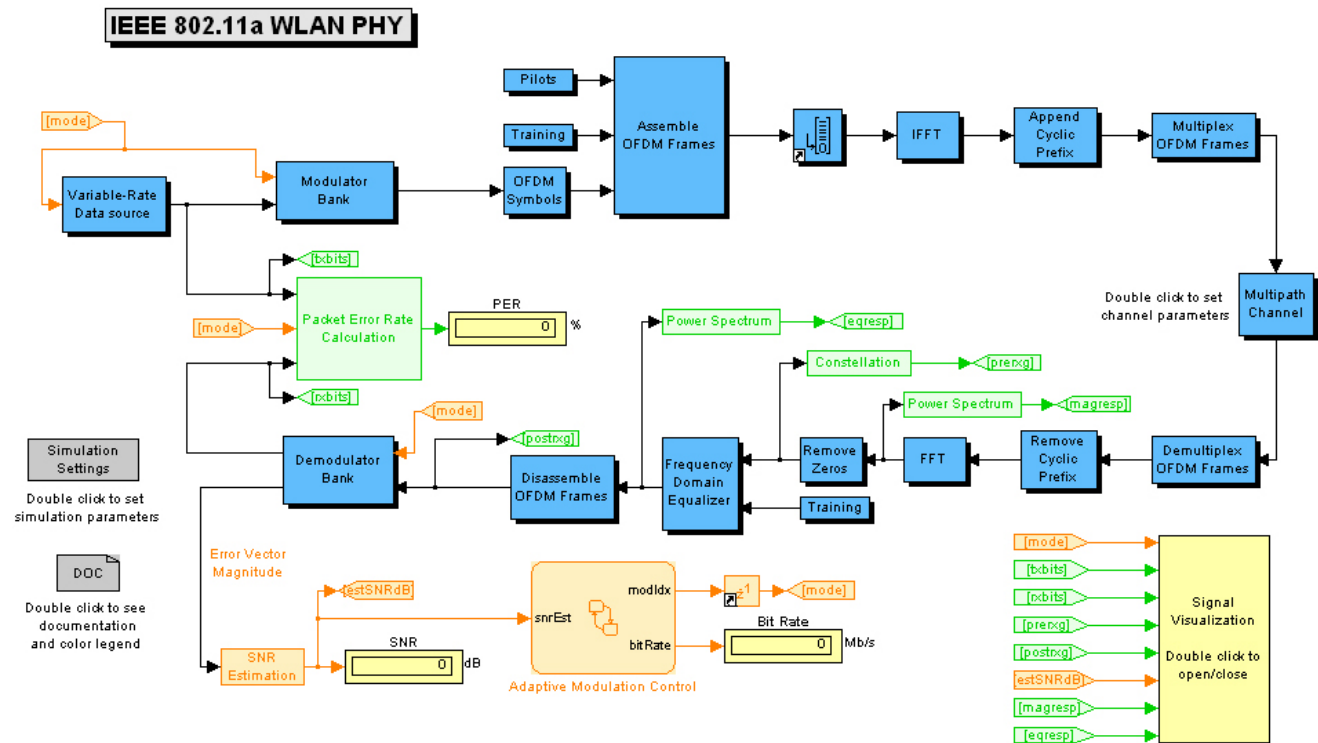 IEEE 802.11a WLAN PHY
[mode]
Variable-Rate
Data source
Modulator
Bank
Pilots
Training
OFDM
Symbols
Assemble
OFDM Frames
[0]
IFFT
Append
Cyclic
Prefix
Multiplex
OFDM Frames
[txbits]
[mode]
Packet Error Rate
Calculation
[rxbits]
PER
0
%
Power Spectrum
[eqresp]
Constellation
[prerxg]
Power Spectrum
[magresp]
Double click to set
channel parameters
Multipath
Channel
Simulation
Settings
Double click to set
simulation parameters
DOC
Double click to see
documentation
and color legend
[mode]
Demodulator
Bank
[postrxg]
Disassemble
OFDM Frames
Frequency
Domain
Equalizer
Remove
Zeros
Training
FFT
Remove
Cyclic
Prefix
Demultiplex
OFDM Frames
Error Vector
Magnitude
SNR
Estimation
[estSNRdB]
SNR
0
dB
snrEst
modIdx
bitRate
Adaptive Modulation Control
z-1
[mode]
Bit Rate
0
Mb/s
[mode]
[txbits]
[rxbits]
[prerxg]
[postrxg]
[estSNRdB]
[magresp]
[eqresp]
Signal
Visualization
Double click to
open/close